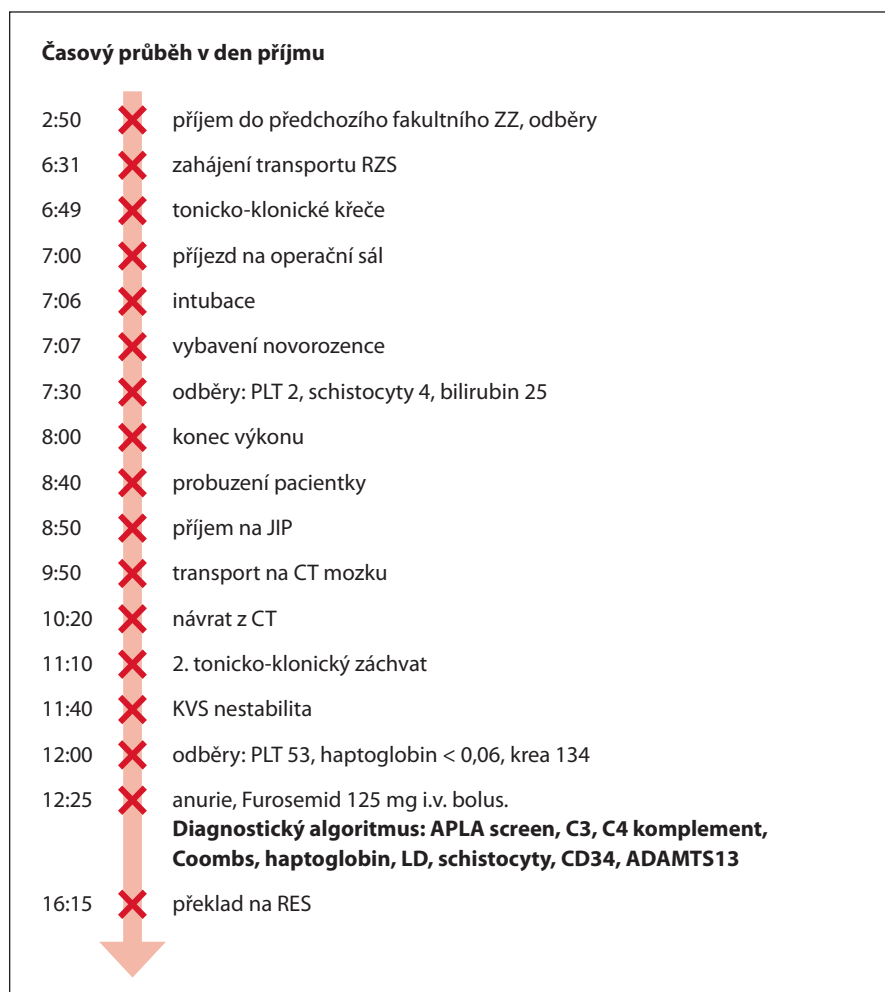 Časový průběh v den příjmu
2:50 příjem do předchozího fakultního ZZ, odběry
6:31 zahájení transportu RZS
6:49 tonicko-klonické křeče
7:00 příjezd na operační sál
7:06 intubace
7:07 vybavení novorozence
7:30 odběry: PLT 2, schistocyty 4, bilirubin 25
8:00 konec výkonu
8:40 probuzení pacientky
8:50 příjem na JIP
9:50 transport na CT mozku
10:20 návrat z CT
11:10 2. tonicko-klonický záchvat
11:40 KVS nestabilita
12:00 odběry: PLT 53, haptoglobin < 0,06, krea 134
12:25 anurie, Furosemid 125 mg i.v. bolus.
Diagnostický algoritmus: APLA screen, C3, C4 komplement,
Coombs, haptoglobin, LD, schistocyty, CD34, ADAMTS13
16:15 překlad na RES